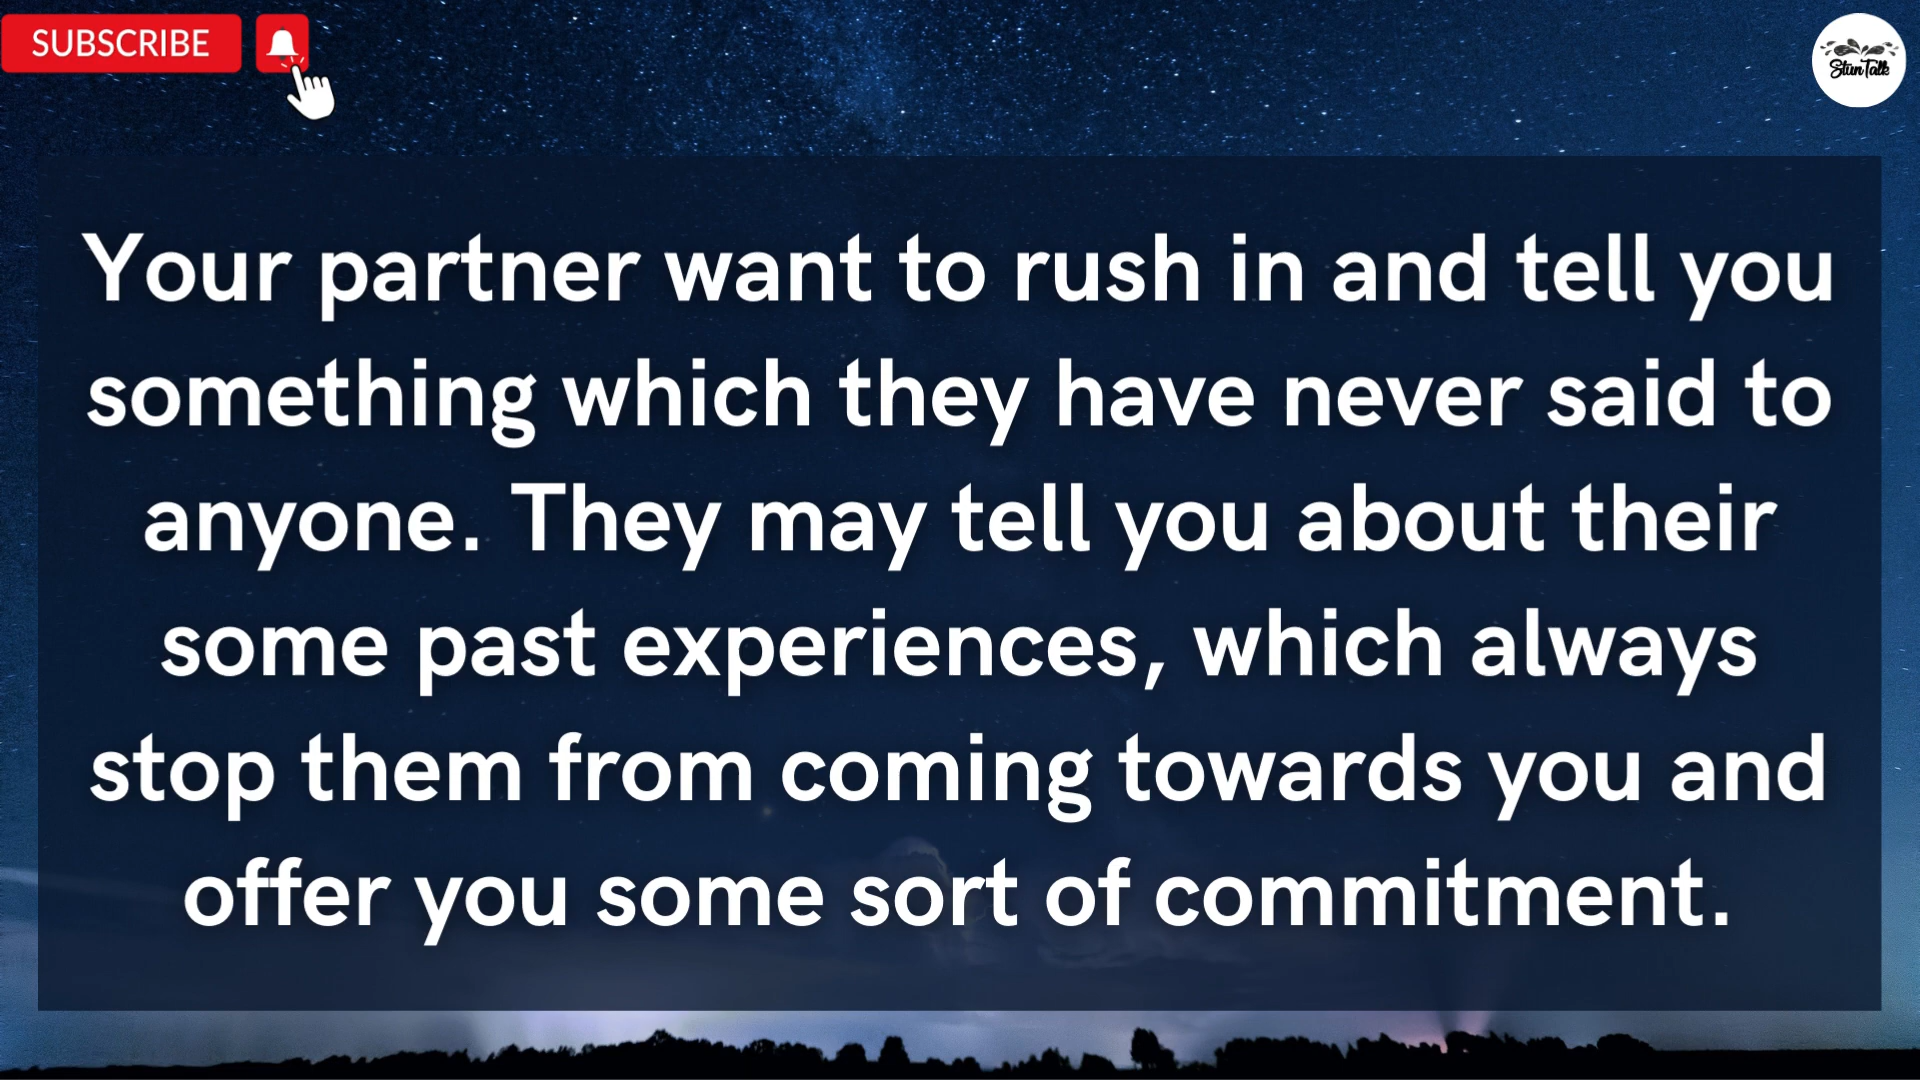 SUBSCRIBE
StunTalk
Your partner want to rush in and tell you
something which they have never said to
anyone. They may tell you about their
some past experiences, which always
stop them from coming towards you and
offer you some sort of commitment.